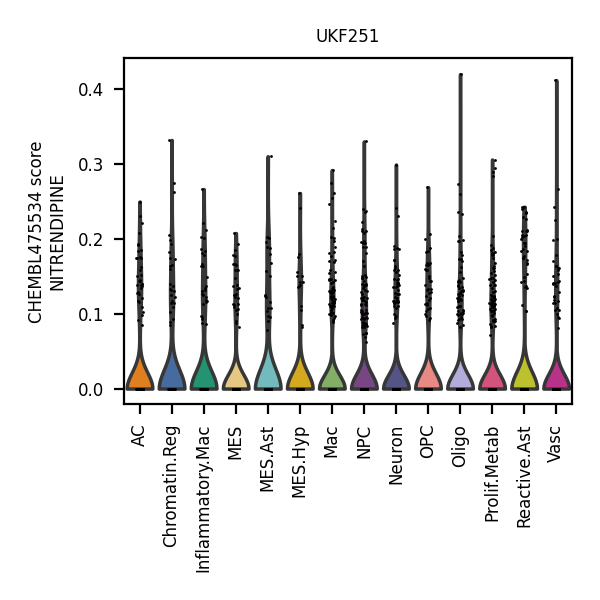 UKF251
CHEMBL475534 score
NITRENDIPINE
0.4
0.3
0.2
0.1
0.0
AC
Chromatin.Reg
Inflammatory.Mac
MES
MES.Ast
MES.Hyp
Mac
NPC
Neuron
OPC
Oligo
Prolif.Metab
Reactive.Ast
Vasc